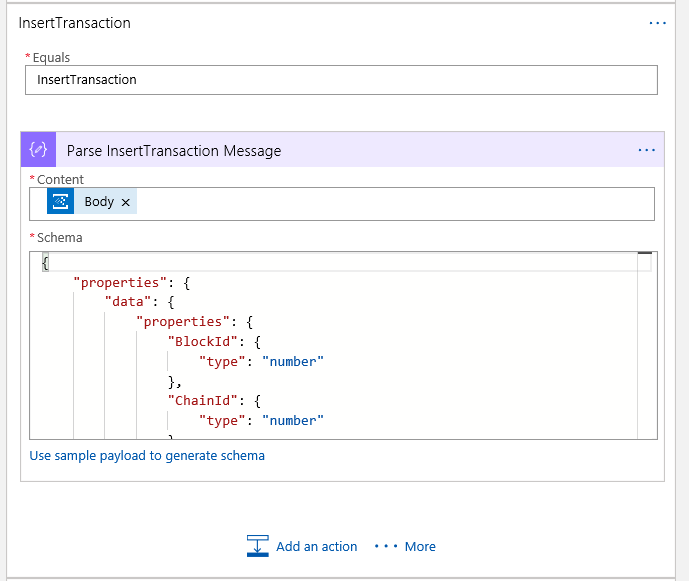 InsertTransaction
* Equals
InsertTransaction
Parse InsertTransaction Message
* Content
Body ×
* Schema
{
"properties": {
"data": {
"properties": {
"BlockId": {
"type": "number"
},
"ChainId": {
"type": "number"
}
Use sample payload to generate schema
Add an action ··· More